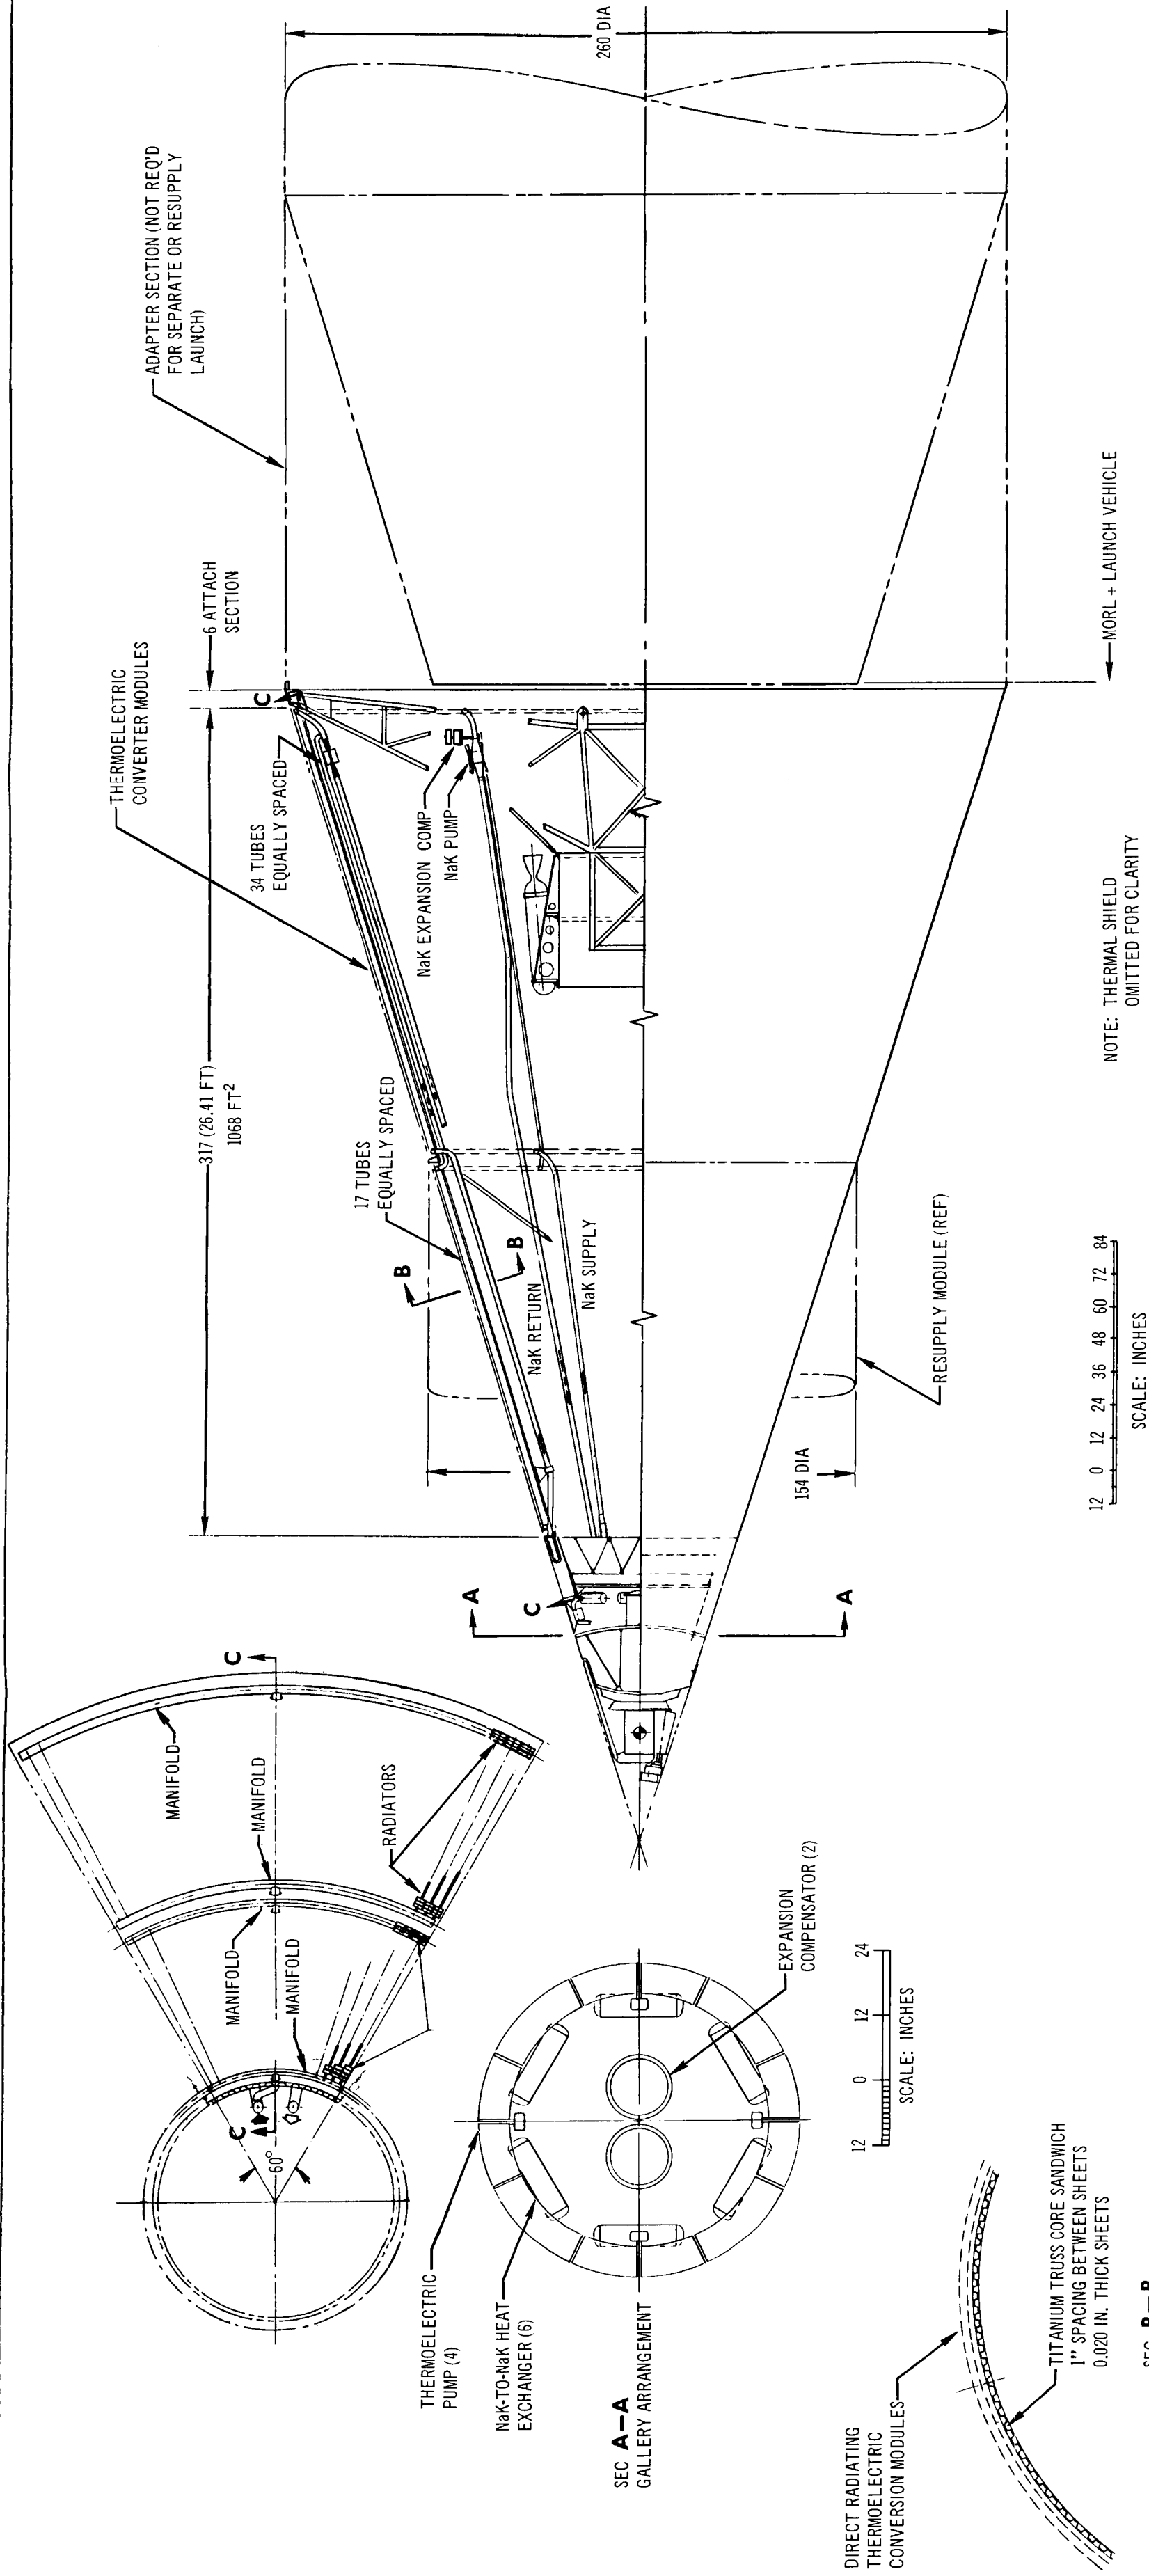 260 DIA
ADAPTER SECTION (NOT REQ'D
FOR SEPARATE OR RESUPPLY
LAUNCH)
6 ATTACH
SECTION
THERMOELECTRIC
CONVERTER MODULES
C
34 TUBES
EQUALLY SPACED
NaK EXPANSION COMP
NaK PUMP
317 (26.41 FT)
1068 FT²
17 TUBES
EQUALLY SPACED
B
B
NaK RETURN
NaK SUPPLY
154 DIA
RESUPPLY MODULE (REF)
MORL + LAUNCH VEHICLE
NOTE: THERMAL SHIELD
OMITTED FOR CLARITY
12 0 12 24 36 48 60 72 84
SCALE: INCHES
A
C
A
C
MANIFOLD
MANIFOLD
RADIATORS
MANIFOLD
MANIFOLD
C
60°
THERMOELECTRIC
PUMP (4)
NaK-TO-NaK HEAT
EXCHANGER (6)
EXPANSION
COMPENSATOR (2)
SEC A-A
GALLERY ARRANGEMENT
12 0 12 24
SCALE: INCHES
DIRECT RADIATING
THERMOELECTRIC
CONVERSION MODULES
TITANIUM TRUSS CORE SANDWICH
1" SPACING BETWEEN SHEETS
0.020 IN. THICK SHEETS
SEC B-B